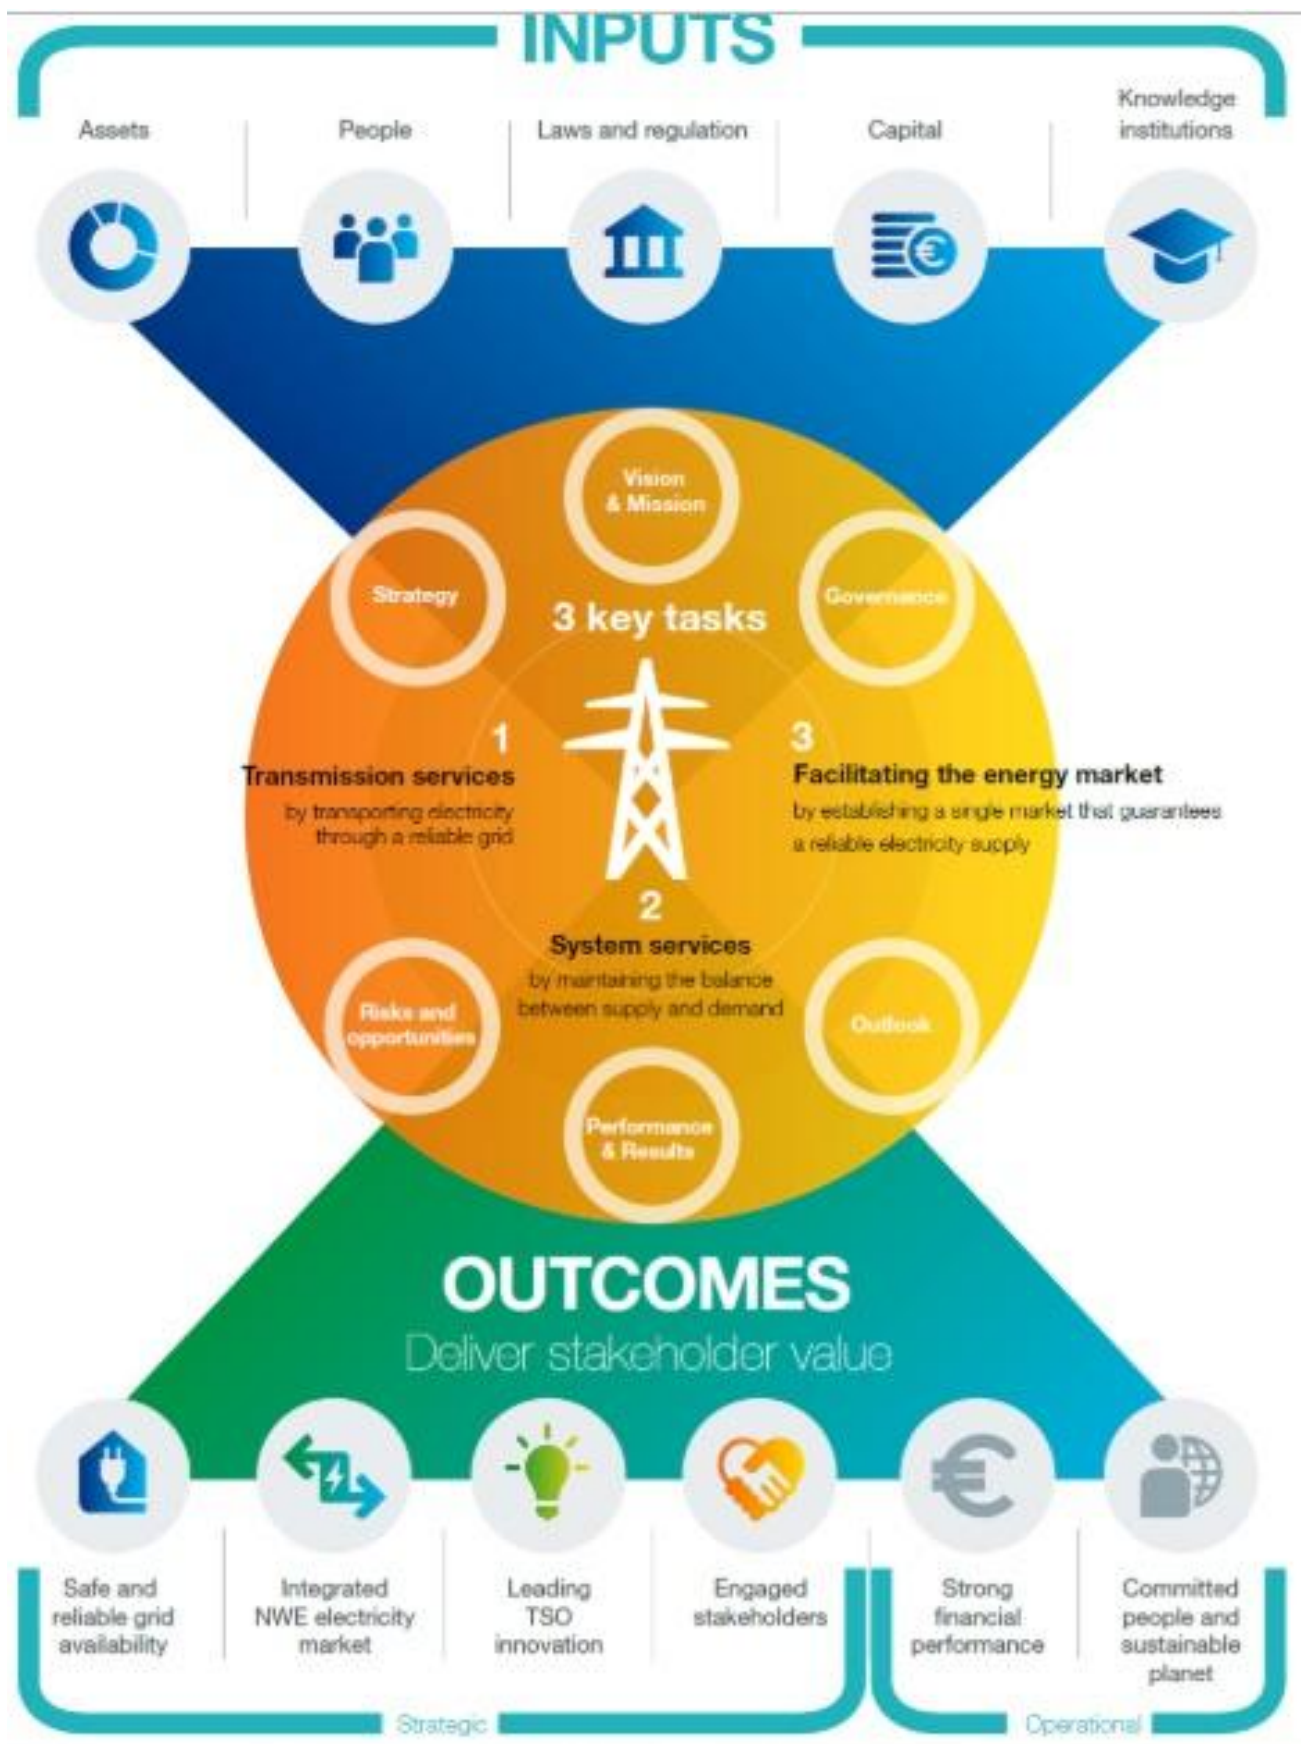 INPUTS
Assets
People
Laws and regulation
Capital
Knowledge
institutions
Vision
& Mission
Strategy
Governance
3 key tasks
1
Transmission services
by transporting electricity
through a reliable grid
3
Facilitating the energy market
by establishing a single market that guarantees
a reliable electricity supply
2
System services
by maintaining the balance
between supply and demand
Risks and
opportunities
Outlook
Performance
& Results
OUTCOMES
Deliver stakeholder value
Safe and
reliable grid
availability
Integrated
NWE electricity
market
Leading
TSO
innovation
Engaged
stakeholders
Strong
financial
performance
Committed
people and
sustainable
planet
Strategic
Operational